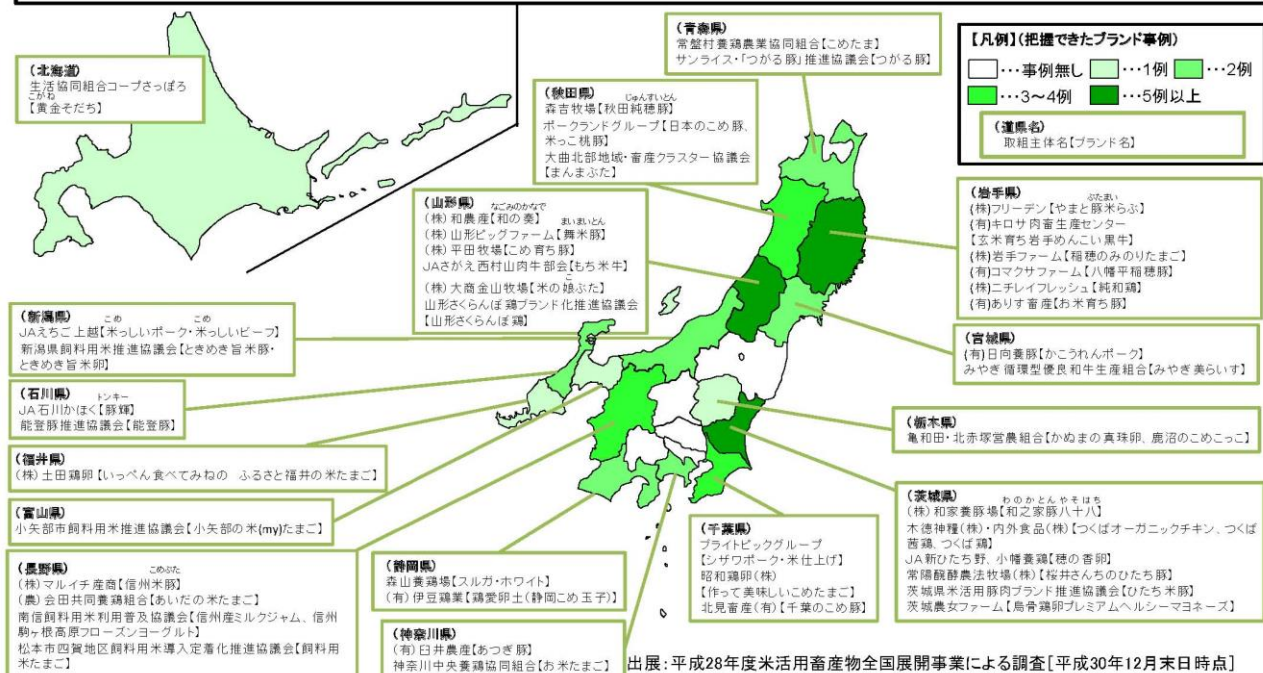 (北海道)
生活協同組合コープさっぽろ
こがね
【黄金そだち】
(青森県)
常盤村養鶏農業協同組合【こめたま】
サンライス・「つがる豚」推進協議会【つがる豚】
【凡例】(把握できたブランド事例)
…事例無し …1例 …2例
…3～4例 …5例以上
(道県名)
取組主体名【ブランド名】
(秋田県)
じゅんすいとん
森吉牧場【秋田純穂豚】
ポークランドグループ【日本のこめ豚、
米っこ桃豚】
大曲北部地域・畜産クラスター協議会
【まんまぶた】
(山形県)
なごみのかなで
(株)和農産【和の奏】
まいまいとん
(株)山形ピッグファーム【舞米豚】
(株)平田牧場【こめ育ち豚】
JAさがえ西村山肉牛部会【もち米牛】
こ
(株)大商金山牧場【米の娘ぶた】
山形さくらんぼ鶏ブランド化推進協議会
【山形さくらんぼ鶏】
(岩手県)
ぶたまい
(株)フリーデン【やまと豚米らぶ】
(有)キロサ肉畜生産センター
【玄米育ち岩手めんこい黒牛】
(株)岩手ファーム【稲穂のみのりたまご】
(有)コマクサファーム【八幡平稲穂豚】
(株)ニチレイフレッシュ【純和鶏】
(有)ありす畜産【お米育ち豚】
(新潟県)
こめ こめ
JAえちご上越【米っしいポーク・米っしいビーフ】
新潟県飼料用米推進協議会【ときめき旨米豚・
ときめき旨米卵】
(宮城県)
(有)日向養豚【かこうれんポーク】
みやぎ循環型優良和牛生産組合【みやぎ美らいす】
(石川県)
トンキー
JA石川かほく【豚輝】
能登豚推進協議会【能登豚】
(栃木県)
亀和田・北赤塚営農組合【かぬまの真珠卵、鹿沼のこめこっこ】
(福井県)
(株)土田鶏卵【いっぺん食べてみねの ふるさと福井の米たまご】
(富山県)
小矢部市飼料用米推進協議会【小矢部の米(my)たまご】
(茨城県)
わのかとんやそはち
(株)和家養豚場【和之家豚八十八】
木徳神糧(株)・内外食品(株)【つくばオーガニックチキン、つくば
茜鶏、つくば鶏】
JA新ひたち野、小幡養鶏【穂の香卵】
常陽醗酵農法牧場(株)【桜井さんちのひたち豚】
茨城県米活用豚肉ブランド推進協議会【ひたち米豚】
茨城農女ファーム【烏骨鶏卵プレミアムヘルシーマヨネーズ】
(長野県)
こめぶた
(株)マルイチ産商【信州米豚】
(農)会田共同養鶏組合【あいだの米たまご】
南信飼料用米利用普及協議会【信州産ミルクジャム、信州
駒ヶ根高原フローズンヨーグルト】
松本市四賀地区飼料用米導入定着化推進協議会【飼料用
米たまご】
(静岡県)
森山養鶏場【スルガ・ホワイト】
(有)伊豆鶏業【鶏愛卵土(静岡こめ玉子)】
(神奈川県)
(有)臼井農産【あつぎ豚】
神奈川中央養鶏協同組合【お米たまご】
(千葉県)
ブライトピックグループ
【シザワポーク・米仕上げ】
昭和鶏卵(株)
【作って美味しいこめたまご】
北見畜産(有)【千葉のこめ豚】
出展:平成28年度米活用畜産物全国展開事業による調査[平成30年12月末日時点]